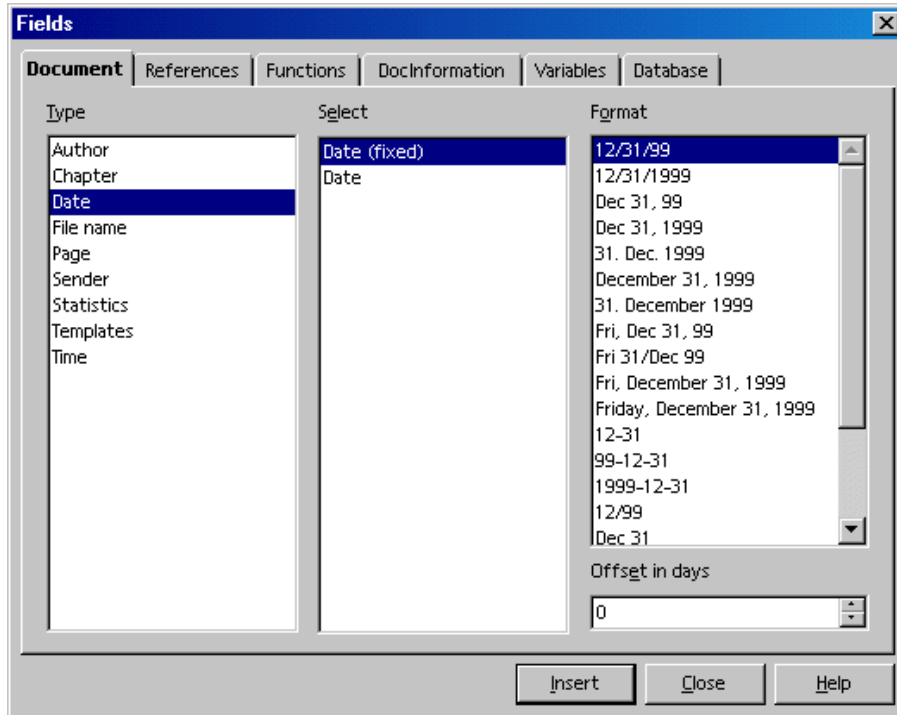 Fields
Document References Functions DocInformation Variables Database
Type
Author
Chapter
Date
File name
Page
Sender
Statistics
Templates
Time
Select
Date (fixed)
Date
Format
12/31/99
12/31/1999
Dec 31, 99
Dec 31, 1999
31. Dec. 1999
December 31, 1999
31. December 1999
Fri, Dec 31, 99
Fri 31/Dec 99
Fri, December 31, 1999
Friday, December 31, 1999
12-31
99-12-31
1999-12-31
12/99
Dec 31
Offset in days
0
Insert Close Help